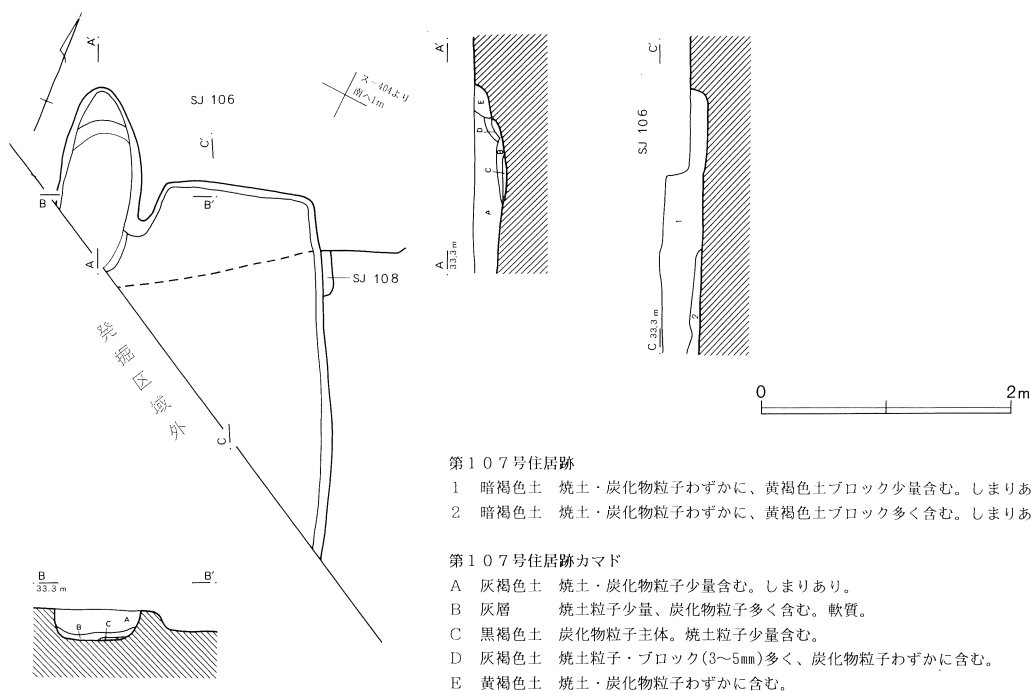 A′
SJ 106
ス−404より
南へ1m
C′
B
B′
A
SJ 108
発掘区域外
C
A′
E
D
B
C
A
A
33.3 m
C′
SJ 106
1
2
C
33.3 m
0
2m
第107号住居跡
1 暗褐色土 焼土・炭化物粒子わずかに、黄褐色土ブロック少量含む。しまりあ
2 暗褐色土 焼土・炭化物粒子わずかに、黄褐色土ブロック多く含む。しまりあ
第107号住居跡カマド
A 灰褐色土 焼土・炭化物粒子少量含む。しまりあり。
B 灰層 焼土粒子少量、炭化物粒子多く含む。軟質。
C 黒褐色土 炭化物粒子主体。焼土粒子少量含む。
D 灰褐色土 焼土粒子・ブロック(3〜5㎜)多く、炭化物粒子わずかに含む。
E 黄褐色土 焼土・炭化物粒子わずかに含む。
B
33.3 m
B′
A
B
C